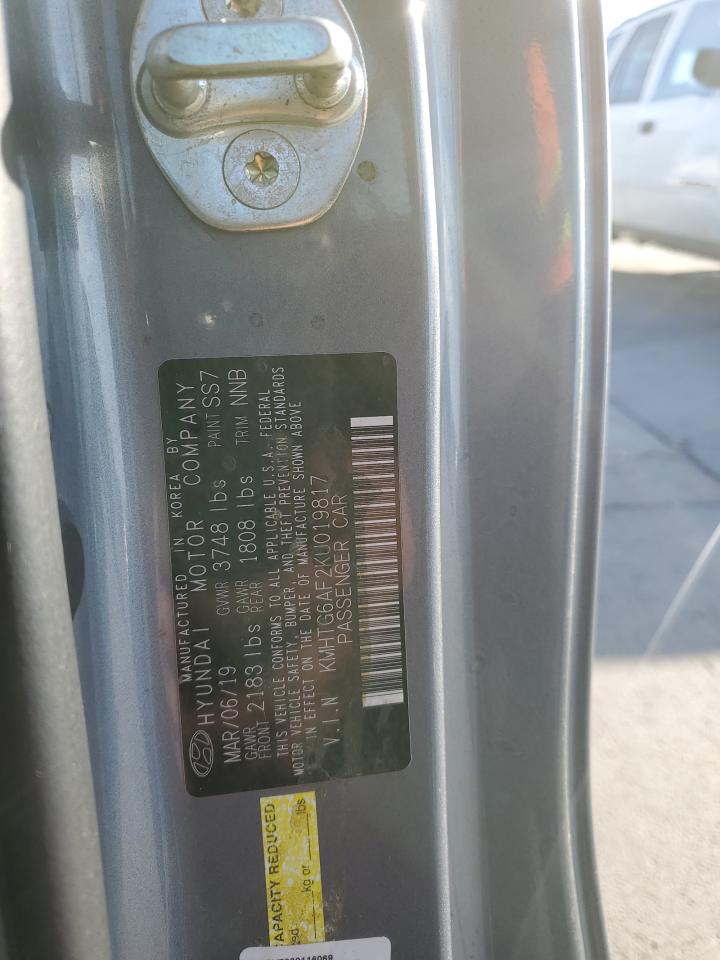 MANUFACTURED IN KOREA BY
HYUNDAI MOTOR COMPANY
MAR/06/19 GVWR 3748 lbs PAINT SS7
GAWR FRONT 2183 lbs GAWR REAR 1808 lbs TRIM NNB
THIS VEHICLE CONFORMS TO ALL APPLICABLE U.S.A. FEDERAL
MOTOR VEHICLE SAFETY, BUMPER, AND THEFT PREVENTION STANDARDS
IN EFFECT ON THE DATE OF MANUFACTURE SHOWN ABOVE
V.I.N KMHTG6AF2KU019817
PASSENGER CAR
CAPACITY REDUCED
kg or lbs